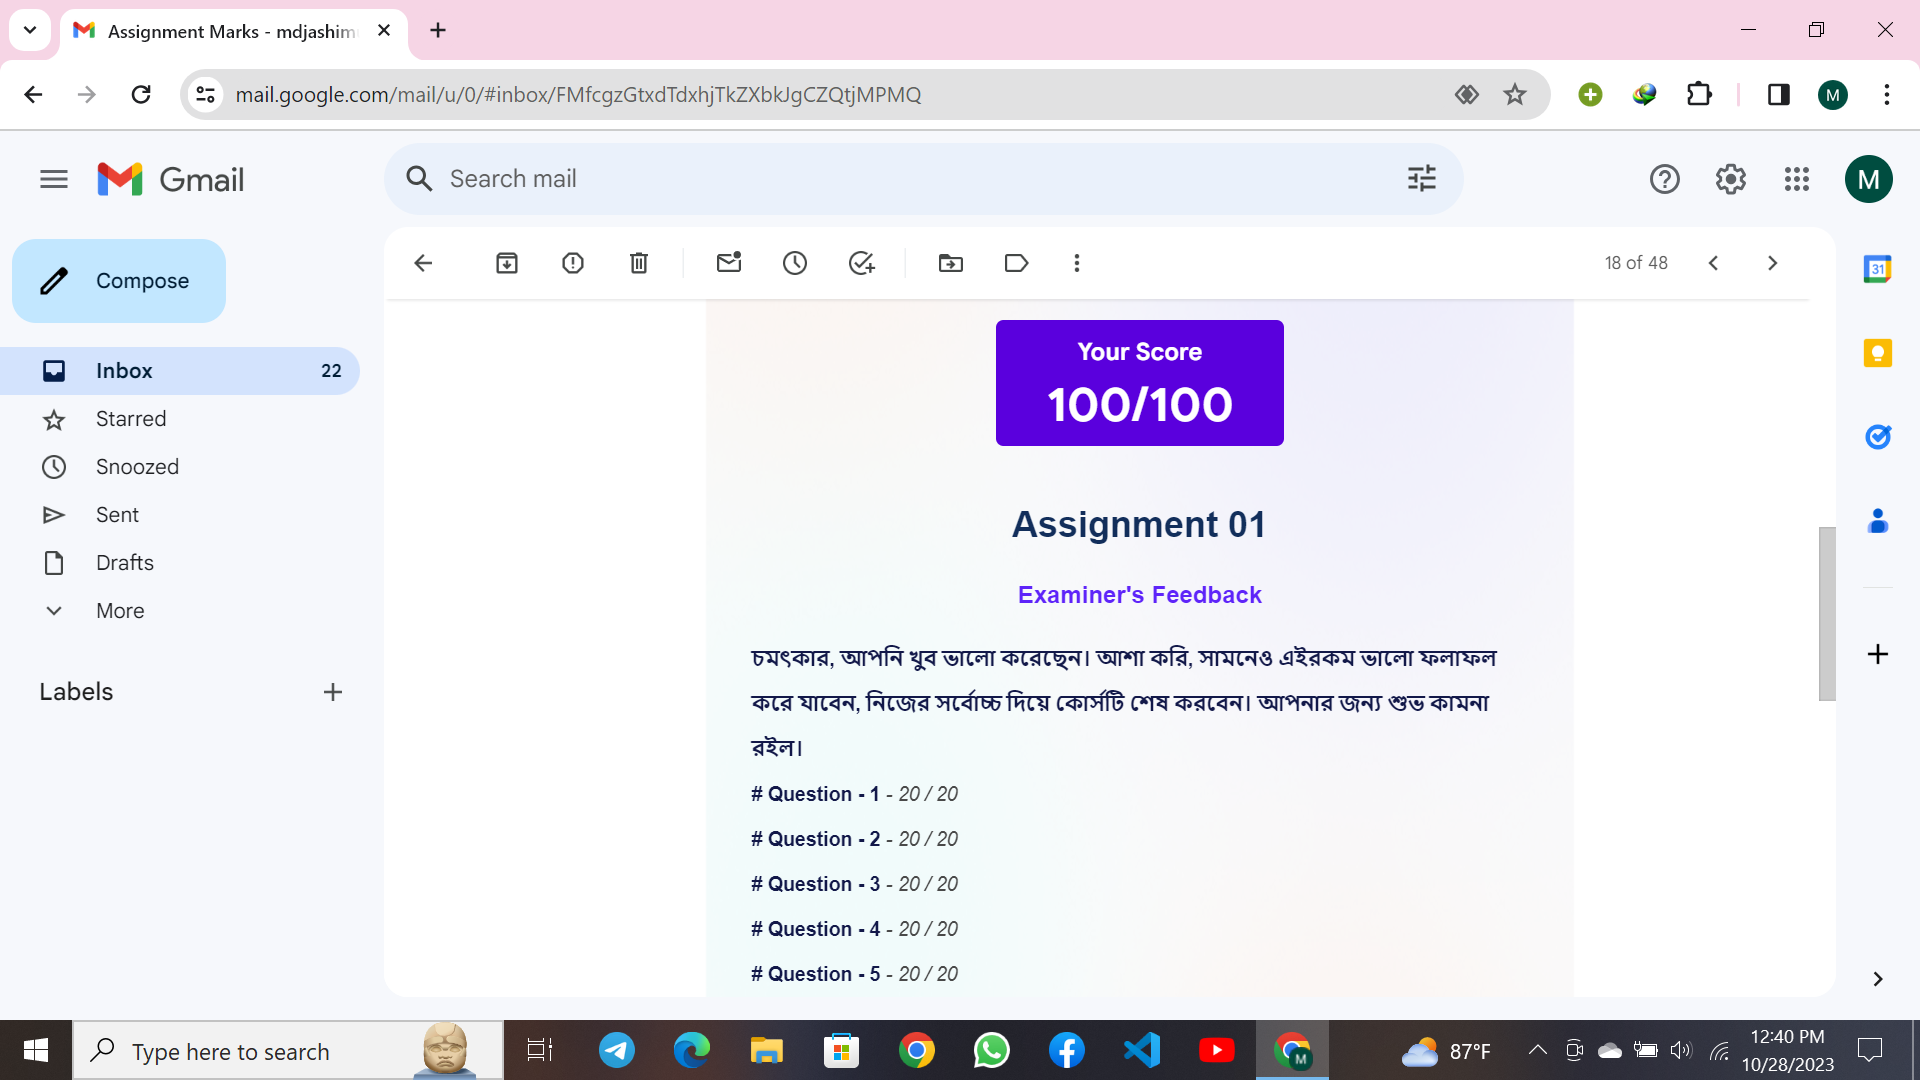 Assignment Marks - mdjashim
mail.google.com/mail/u/0/#inbox/FMfcgzGtxdTdxhjTkZXbkJgCZQtjMPMQ
M
Gmail
Search mail
M
Compose
18 of 48
31
Inbox 22
Starred
Snoozed
Sent
Drafts
More
Labels
Your Score
100/100
Assignment 01
Examiner's Feedback
চমৎকার, আপনি খুব ভালো করেছেন। আশা করি, সামনেও এইরকম ভালো ফলাফল
করে যাবেন, নিজের সর্বোচ্চ দিয়ে কোর্সটি শেষ করবেন। আপনার জন্য শুভ কামনা
রইল।
# Question - 1 - 20 / 20
# Question - 2 - 20 / 20
# Question - 3 - 20 / 20
# Question - 4 - 20 / 20
# Question - 5 - 20 / 20
Type here to search
M
87°F
12:40 PM
10/28/2023